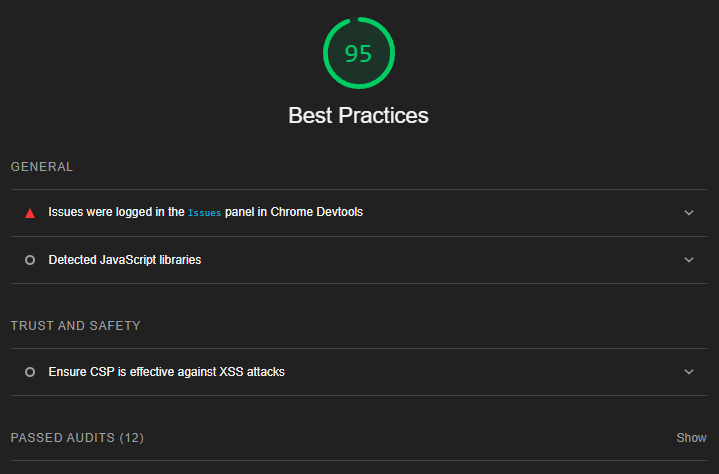 95
Best Practices
GENERAL
Issues were logged in the Issues panel in Chrome Devtools
Detected JavaScript libraries
TRUST AND SAFETY
Ensure CSP is effective against XSS attacks
PASSED AUDITS (12) Show